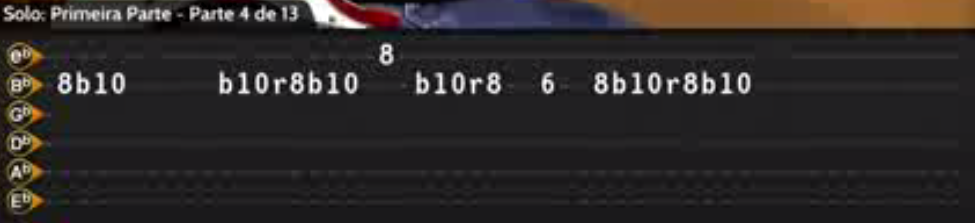 Solo: Primeira Parte - Parte 4 de 13
e♭ 8
B♭ 8b10 b10r8b10 b10r8 6 8b10r8b10
G♭
D♭
A♭
E♭